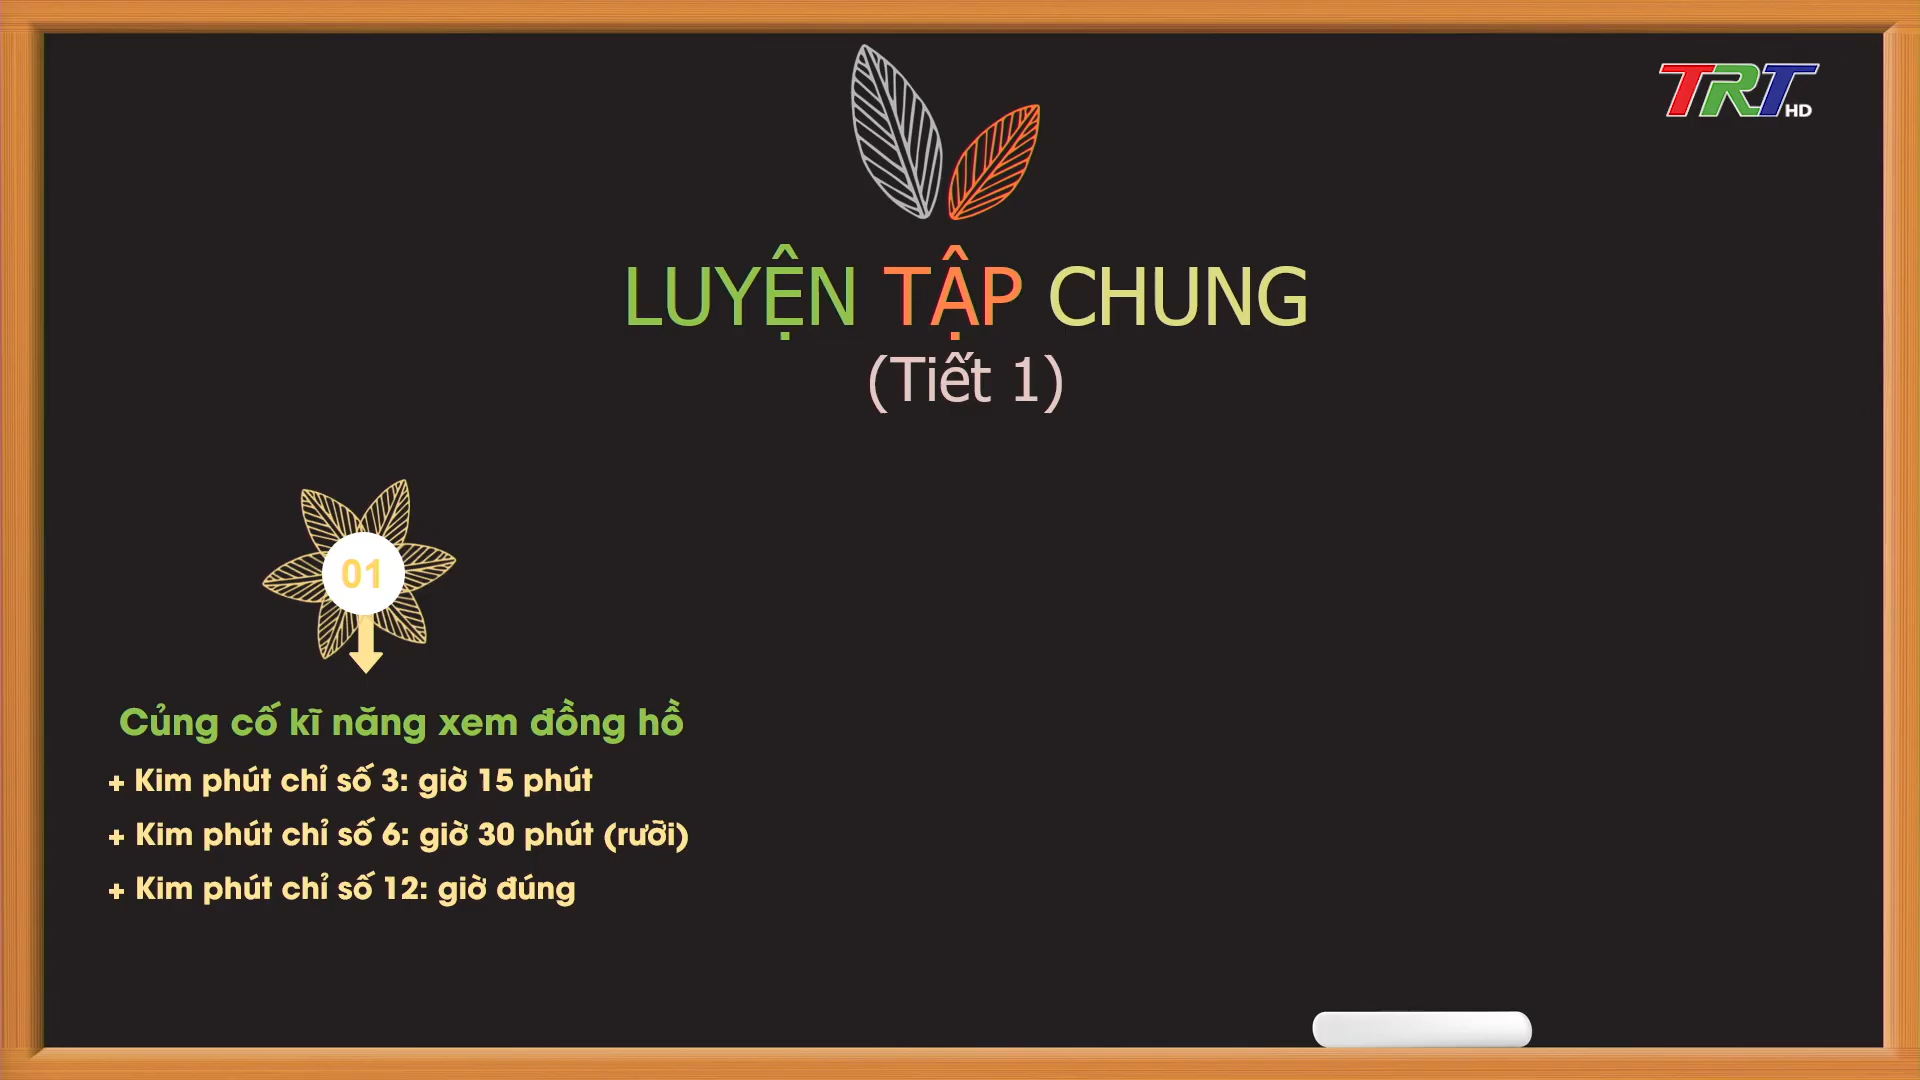 TRT HD
LUYỆN TẬP CHUNG
(Tiết 1)
01
Củng cố kĩ năng xem đồng hồ
+ Kim phút chỉ số 3: giờ 15 phút
+ Kim phút chỉ số 6: giờ 30 phút (rưỡi)
+ Kim phút chỉ số 12: giờ đúng